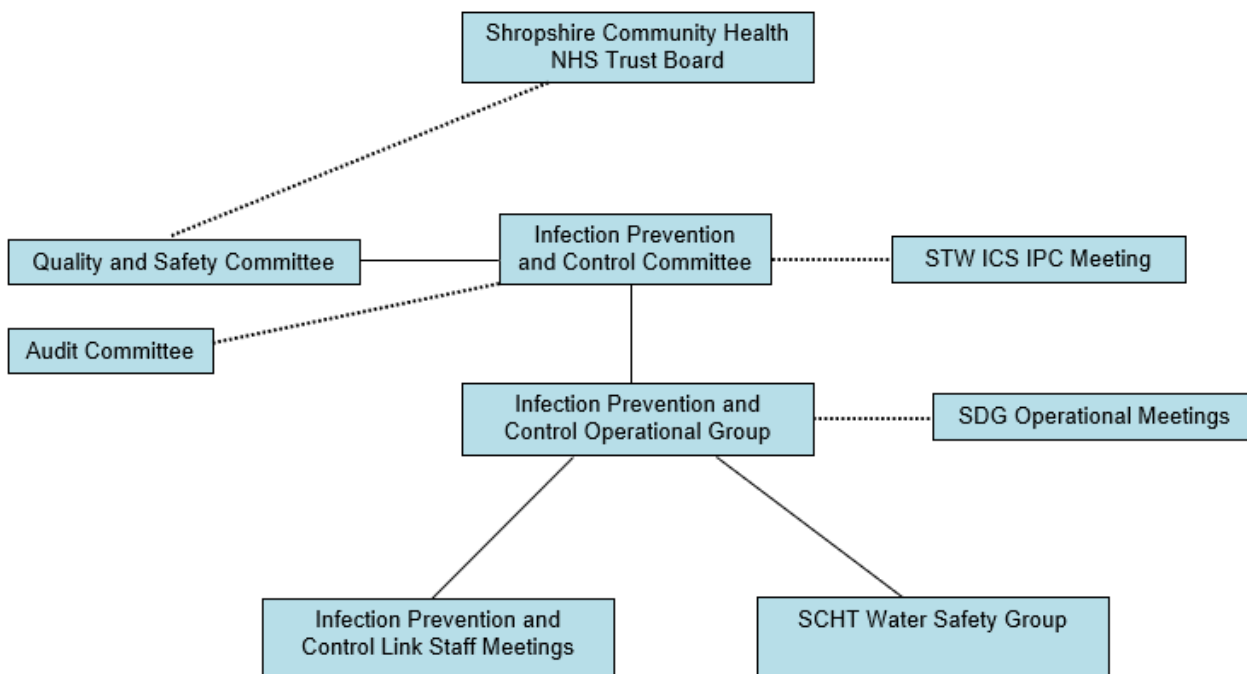 Shropshire Community Health
NHS Trust Board
Quality and Safety Committee
Infection Prevention
and Control Committee
STW ICS IPC Meeting
Audit Committee
Infection Prevention and
Control Operational Group
SDG Operational Meetings
Infection Prevention and
Control Link Staff Meetings
SCHT Water Safety Group